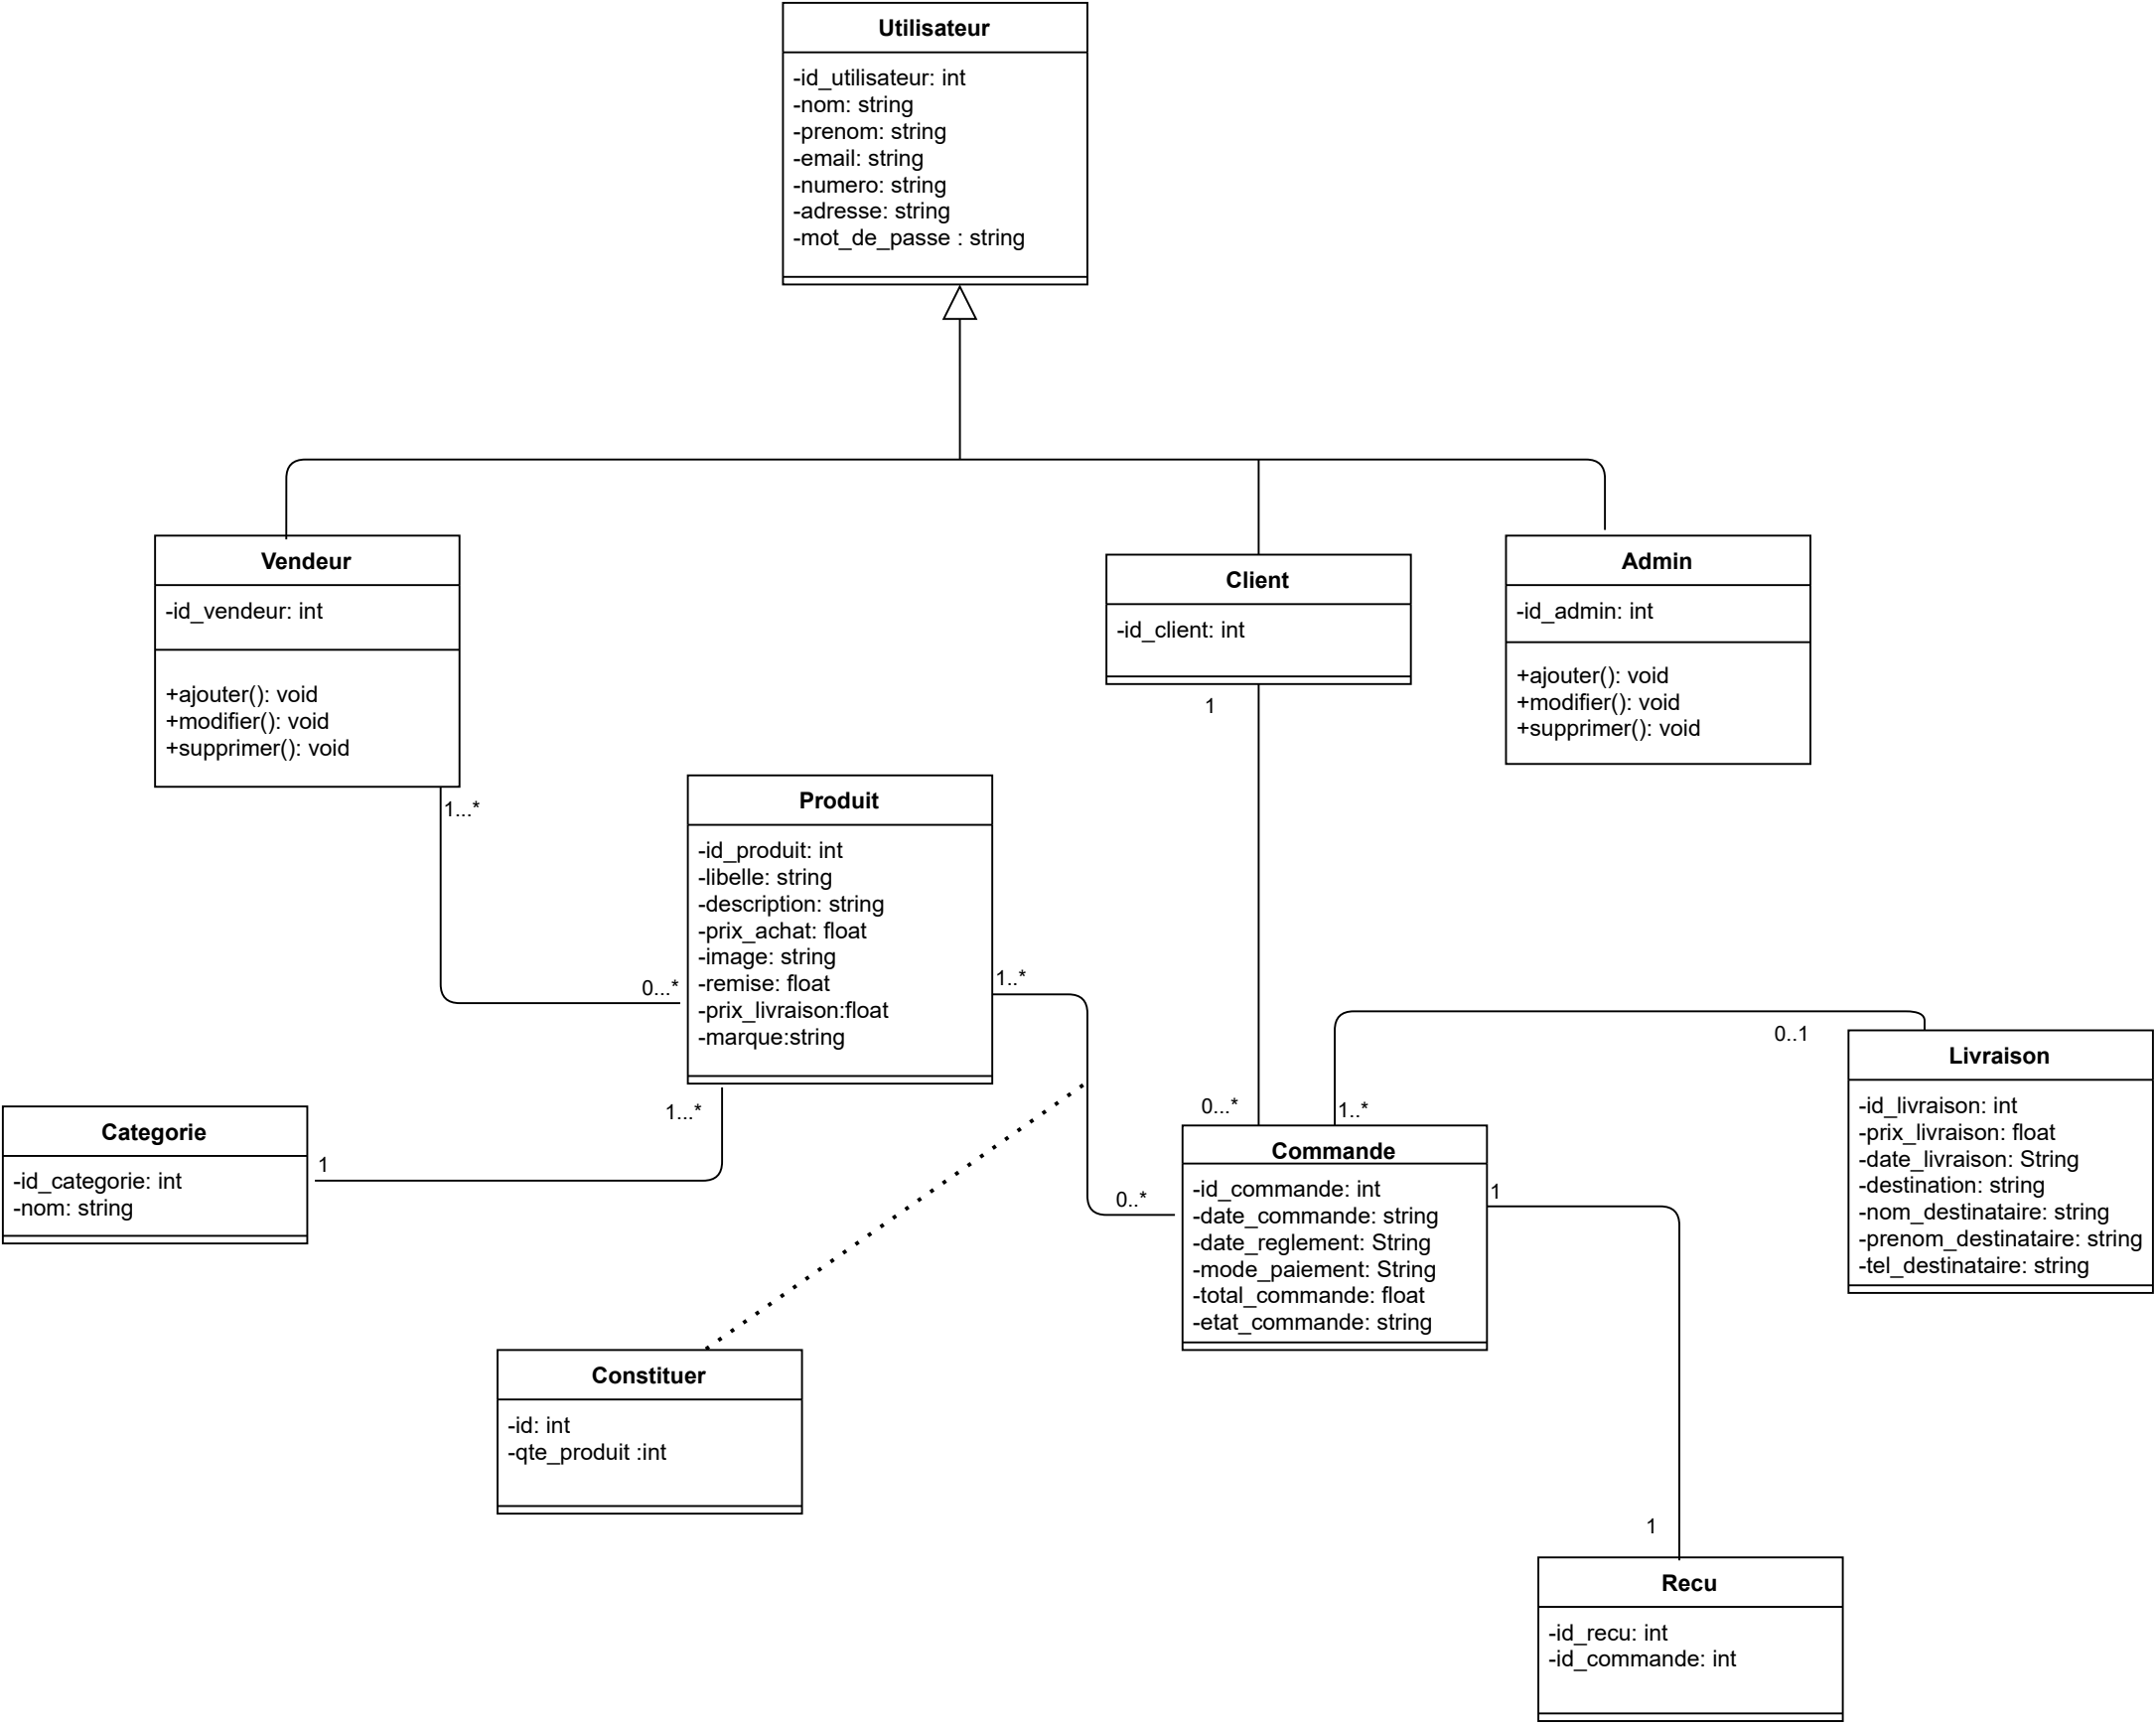 Utilisateur
-id_utilisateur: int
-nom: string
-prenom: string
-email: string
-numero: string
-adresse: string
-mot_de_passe : string
Vendeur
-id_vendeur: int
+ajouter(): void
+modifier(): void
+supprimer(): void
1...*
Client
-id_client: int
1
Admin
-id_admin: int
+ajouter(): void
+modifier(): void
+supprimer(): void
Produit
-id_produit: int
-libelle: string
-description: string
-prix_achat: float
-image: string
-remise: float
-prix_livraison:float
-marque:string
0...*
1..*
1...*
Categorie
-id_categorie: int
-nom: string
1
0..*
0...*
1..*
Commande
-id_commande: int
-date_commande: string
-date_reglement: String
-mode_paiement: String
-total_commande: float
-etat_commande: string
1
0..1
Livraison
-id_livraison: int
-prix_livraison: float
-date_livraison: String
-destination: string
-nom_destinataire: string
-prenom_destinataire: string
-tel_destinataire: string
Constituer
-id: int
-qte_produit :int
1
Recu
-id_recu: int
-id_commande: int